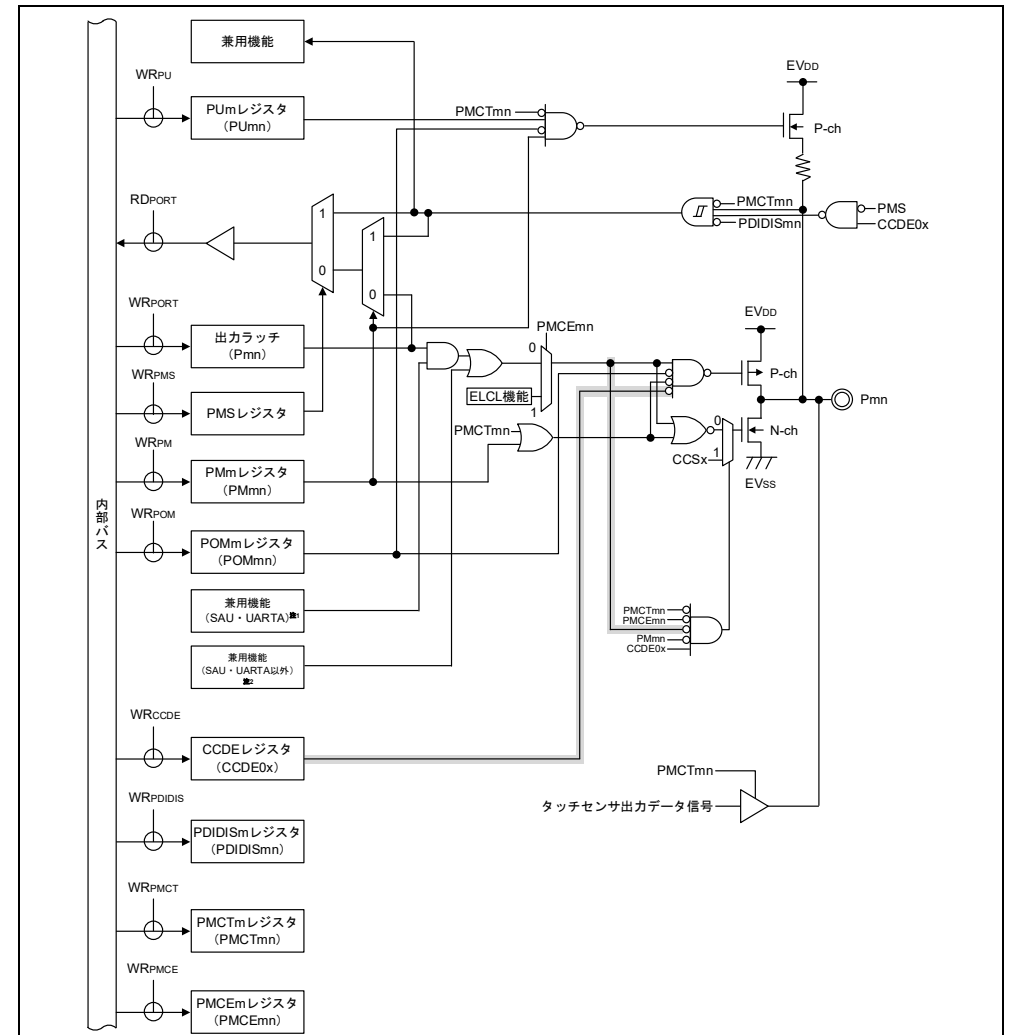 内部バス
兼用機能
WRPU
PUmレジスタ
(PUmn)
PMCTmn
EVDD
P-ch
RDPORT
1
0
1
0
PMCTmn
PDIDISmn
PMS
CCDE0x
WRPORT
出力ラッチ
(Pmn)
PMCEmn
0
1
ELCL機能
EVDD
P-ch
Pmn
WRPMS
PMSレジスタ
PMCTmn
0
1
CCSx
N-ch
EVSS
WRPM
PMmレジスタ
(PMmn)
WRPOM
POMmレジスタ
(POMmn)
兼用機能
(SAU・UARTA)注1
PMCTmn
PMCEmn
PMmn
CCDE0x
兼用機能
(SAU・UARTA以外)
注2
WRCCDE
CCDEレジスタ
(CCDE0x)
PMCTmn
タッチセンサ出力データ信号
WRPDIDIS
PDIDISmレジスタ
(PDIDISmn)
WRPMCT
PMCTmレジスタ
(PMCTmn)
WRPMCE
PMCEmレジスタ
(PMCEmn)